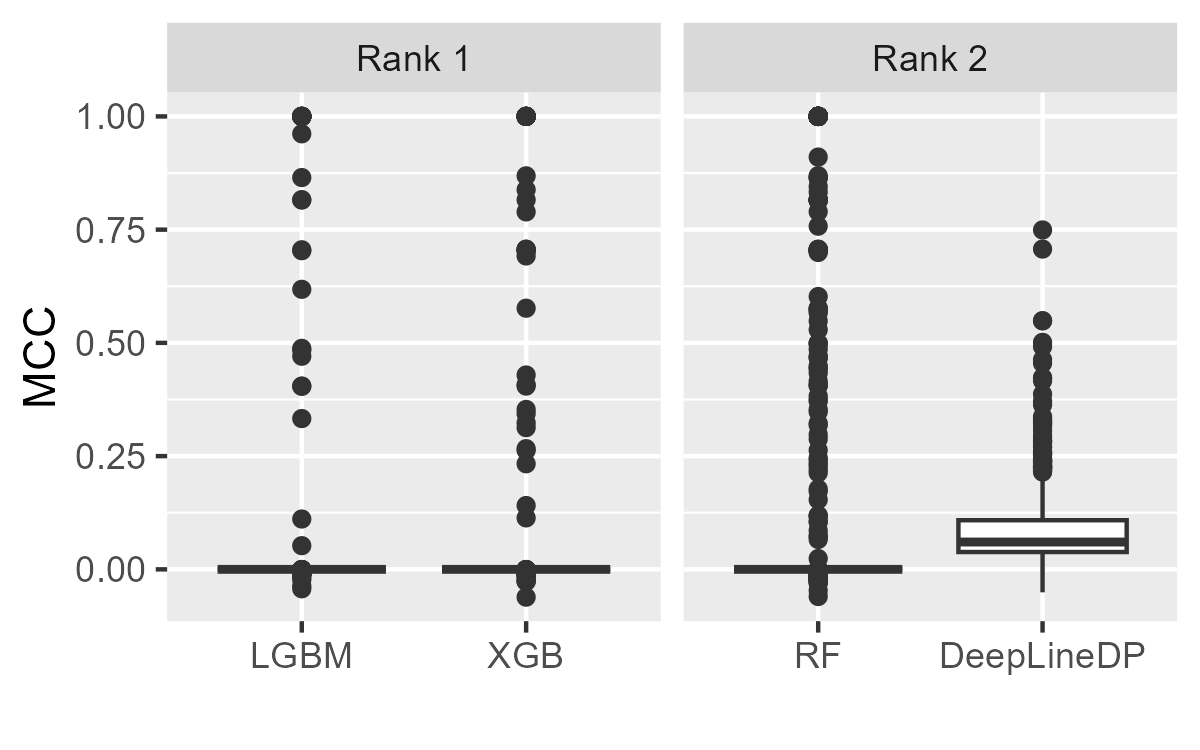 Rank 1
Rank 2
MCC
1.00
0.75
0.50
0.25
0.00
LGBM
XGB
RF
DeepLineDP